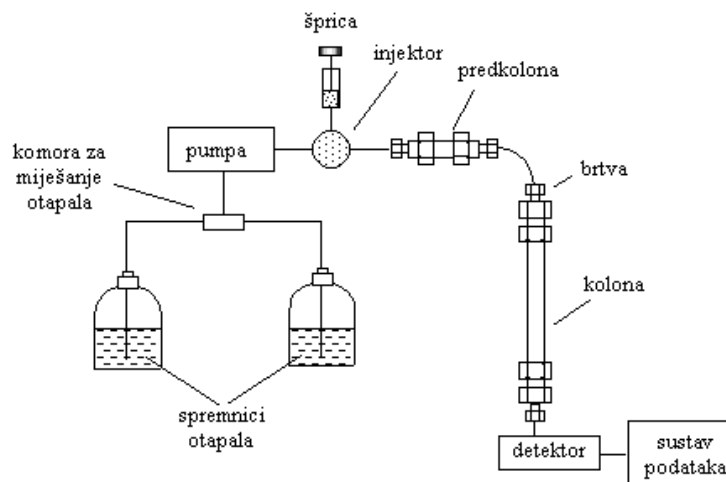 šprica
injektor
predkolona
pumpa
komora za
miješanje
otapala
brtva
kolona
spremnici
otapala
detektor
sustav
podataka